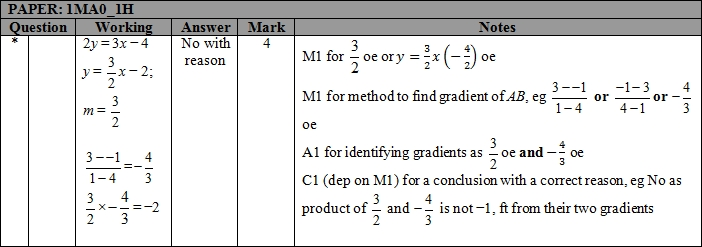 PAPER: 1MA0_1H
Question Working Answer Mark Notes
* 2y = 3x – 4 No with reason 4
y = 3/2 x – 2;
m = 3/2
(3 – –1)/(1 – 4) = –4/3
3/2 × –4/3 = –2
M1 for 3/2 oe or y = 3/2 x (– 4/2) oe
M1 for method to find gradient of AB, eg (3 – –1)/(1 – 4) or (–1 – 3)/(4 – 1) or – 4/3
oe
A1 for identifying gradients as 3/2 oe and – 4/3 oe
C1 (dep on M1) for a conclusion with a correct reason, eg No as
product of 3/2 and – 4/3 is not –1, ft from their two gradients